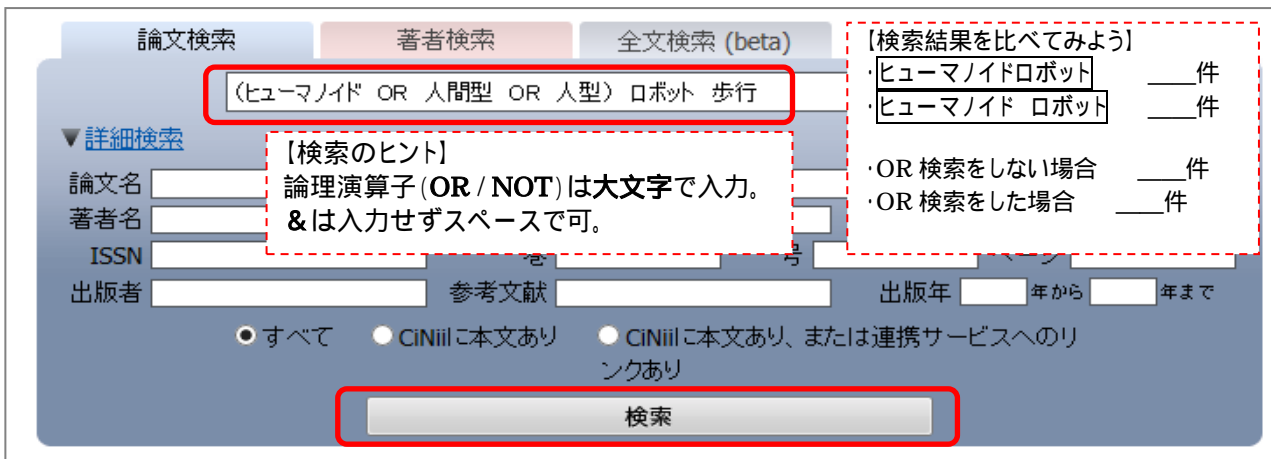 論文検索 著者検索 全文検索 (beta)
(ヒューマノイド OR 人間型 OR 人型) ロボット 歩行
【検索結果を比べてみよう】
・ヒューマノイドロボット ____件
・ヒューマノイド ロボット ____件
・OR 検索をしない場合 ____件
・OR 検索をした場合 ____件
▼詳細検索
【検索のヒント】
論理演算子(OR / NOT)は大文字で入力。
&は入力せずスペースで可。
論文名
著者名
ISSN 巻 号 ページ
出版者 参考文献 出版年 年から 年まで
すべて CiNiiに本文あり CiNiiに本文あり、または連携サービスへのリ
ンクあり
検索